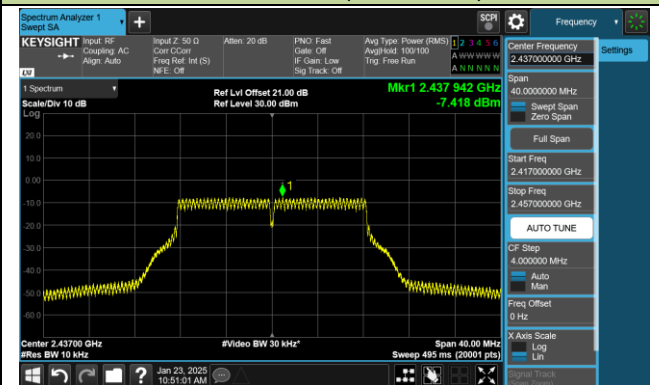 Spectrum Analyzer 1
Swept SA
SCPI
Frequency
KEYSIGHT
Input: RF
Coupling: AC
Align: Auto
Input Z: 50 Ω
Corr CCorr
Freq Ref: Int (S)
NFE: Off
Atten: 20 dB
PNO: Fast
Gate: Off
IF Gain: Low
Sig Track: Off
Avg Type: Power (RMS)
Avg|Hold: 100/100
Trig: Free Run
1 2 3 4 5 6
A W W W W W
A N N N N N
LXI
1 Spectrum
Scale/Div 10 dB
Log
Ref Lvl Offset 21.00 dB
Ref Level 30.00 dBm
Mkr1 2.437 942 GHz
-7.418 dBm
20.0
10.0
0.00
-10.0
-20.0
-30.0
-40.0
-50.0
-60.0
1
Center 2.43700 GHz
#Res BW 10 kHz
#Video BW 30 kHz*
Span 40.00 MHz
Sweep 495 ms (20001 pts)
Jan 23, 2025
10:51:01 AM
Center Frequency
2.437000000 GHz
Settings
Span
40.0000000 MHz
Swept Span
Zero Span
Full Span
Start Freq
2.417000000 GHz
Stop Freq
2.457000000 GHz
AUTO TUNE
CF Step
4.000000 MHz
Auto
Man
Freq Offset
0 Hz
X Axis Scale
Log
Lin
Signal Track
(Span Zoom)